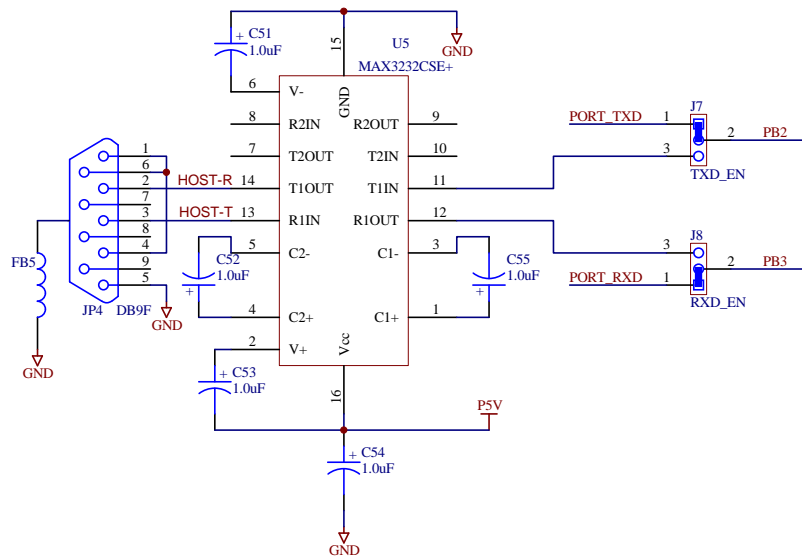 C51
+
1.0uF
GND
U5
MAX3232CSE+
15
GND
6
V-
8
R2IN
R2OUT
9
7
T2OUT
T2IN
10
HOST-R
14
T1OUT
T1IN
11
HOST-T
13
R1IN
R1OUT
12
5
C2-
C1-
3
C52
1.0uF
+
C55
1.0uF
+
4
C2+
C1+
1
2
V+
Vcc
16
C53
+
1.0uF
P5V
C54
+
1.0uF
GND
1
6
2
7
3
8
4
9
5
JP4
DB9F
GND
FB5
GND
PORT_TXD
1
J7
2
PB2
3
TXD_EN
J8
3
2
PB3
PORT_RXD
1
RXD_EN